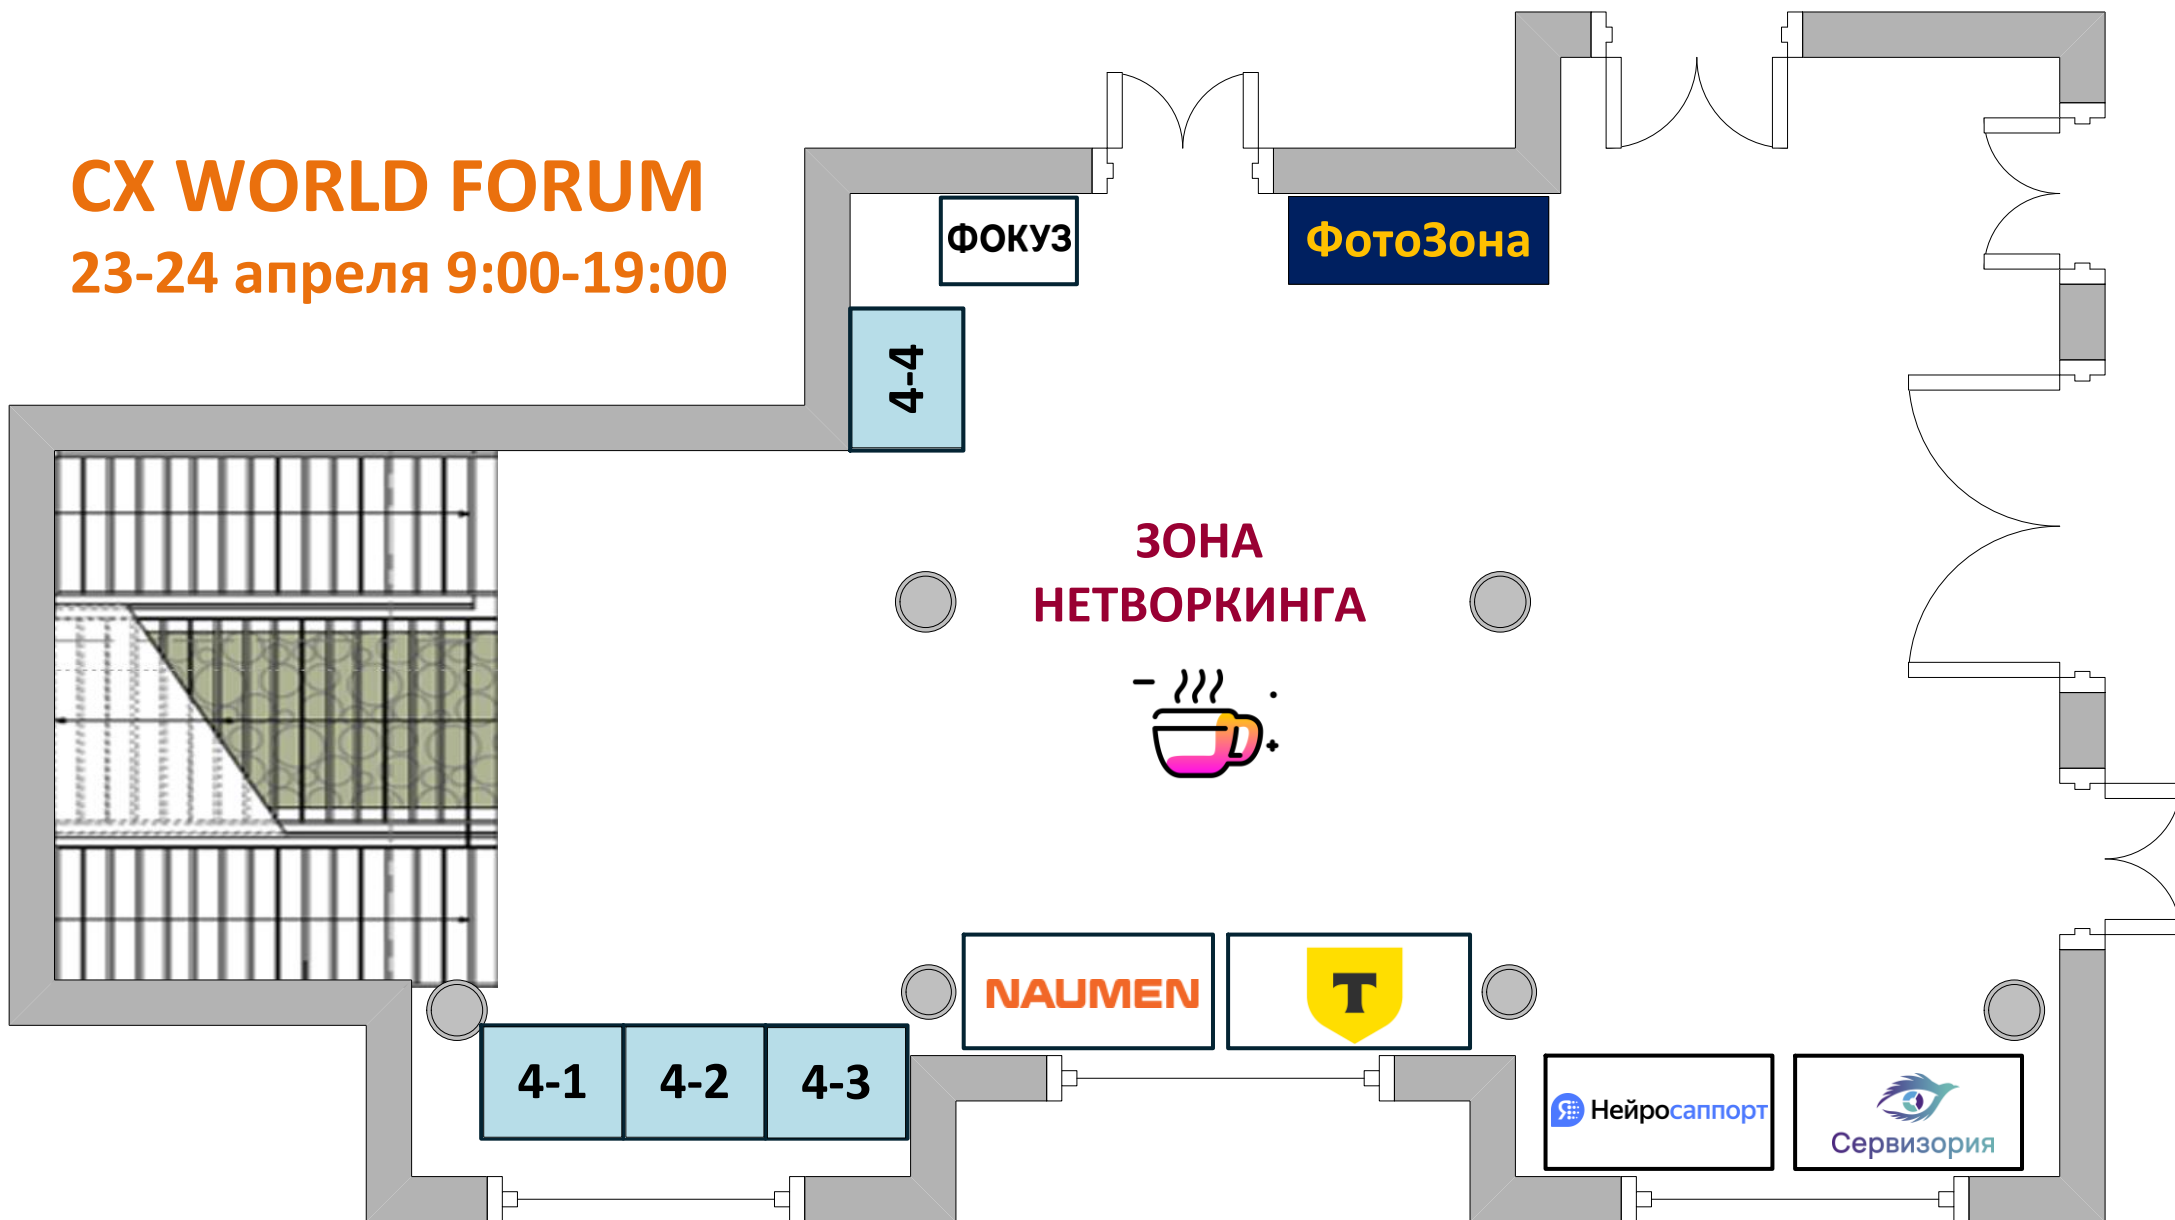 CX WORLD FORUM
23-24 апреля 9:00-19:00
ФОКУЗ
ФотоЗона
4-4
ЗОНА
НЕТВОРКИНГА
NAUMEN
Т
4-1
4-2
4-3
Я Нейросаппорт
Сервизория